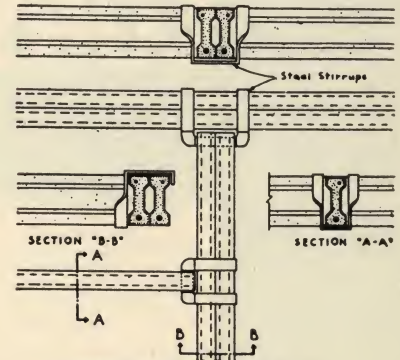 Steel Stirrups
SECTION "B-B"
SECTION "A-A"
A
A
B B